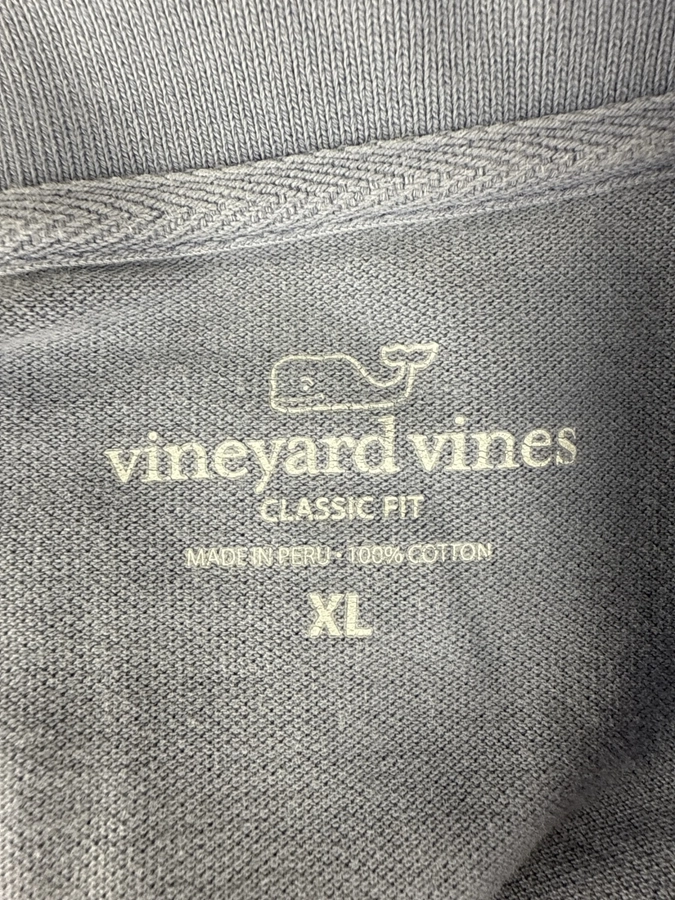 vineyard vines
CLASSIC FIT
MADE IN PERU • 100% COTTON
XL